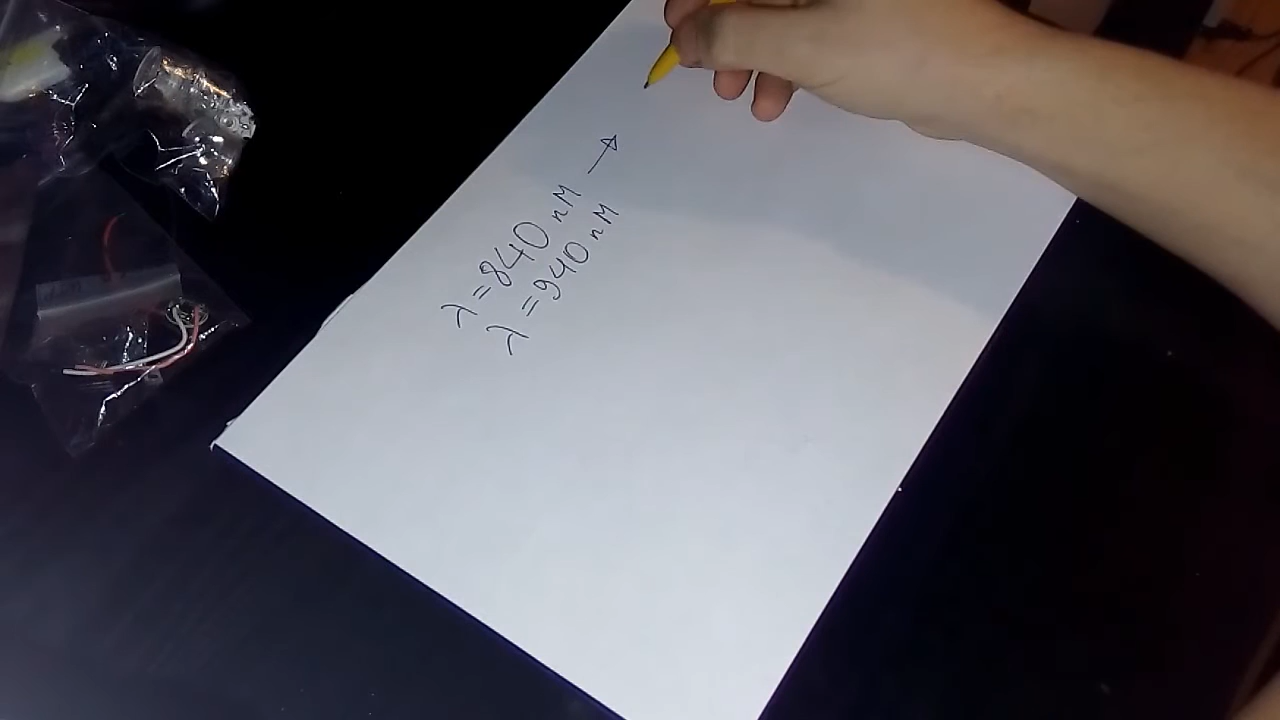 λ = 840 nM →
λ = 940 nM